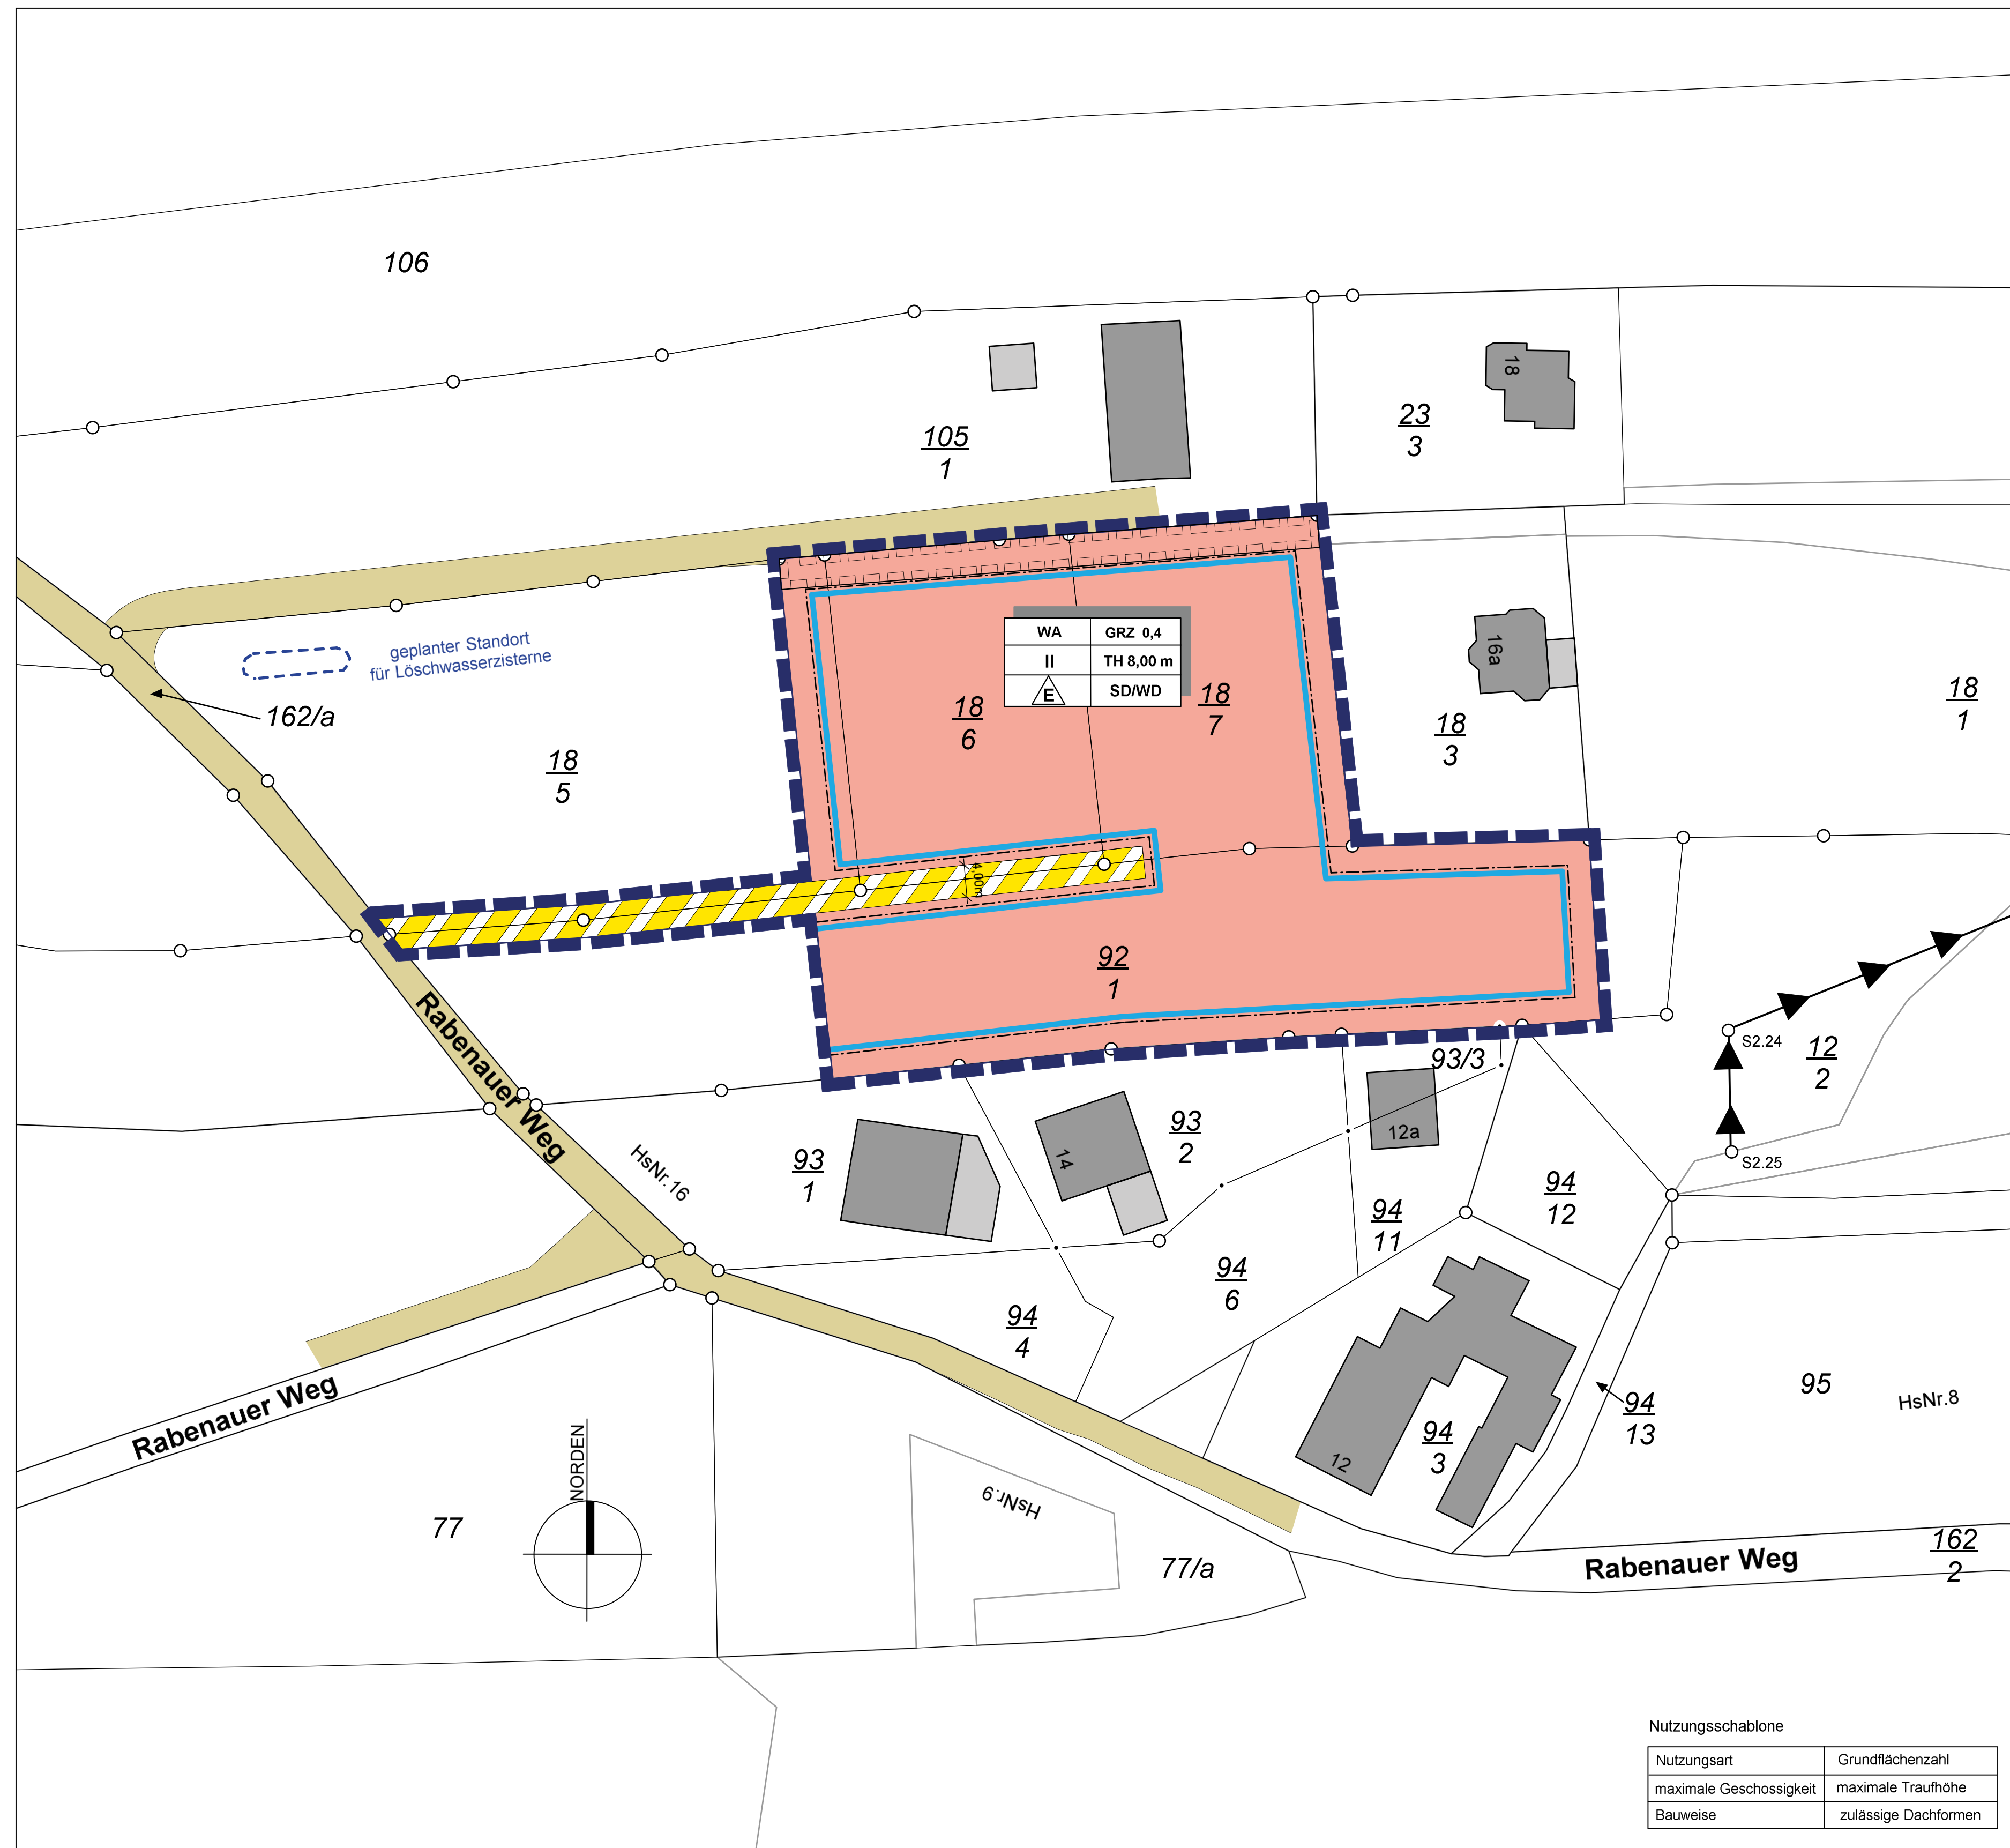 106
105
1
23
3
18
geplanter Standort
für Löschwasserzisterne
162/a
18
5
WA GRZ 0,4
II TH 8,00 m
E SD/WD
18
6
18
7
16a
18
3
18
1
4,00m
92
1
Rabenauer Weg
S2.24
12
2
S2.25
93/3
12a
93
2
14
93
1
HsNr.16
94
12
94
11
94
6
94
4
Rabenauer Weg
94
3
12
94
13
95
HsNr.8
NORDEN
77
HsNr.9
77/a
Rabenauer Weg
162
2
Nutzungsschablone
Nutzungsart Grundflächenzahl
maximale Geschossigkeit maximale Traufhöhe
Bauweise zulässige Dachformen